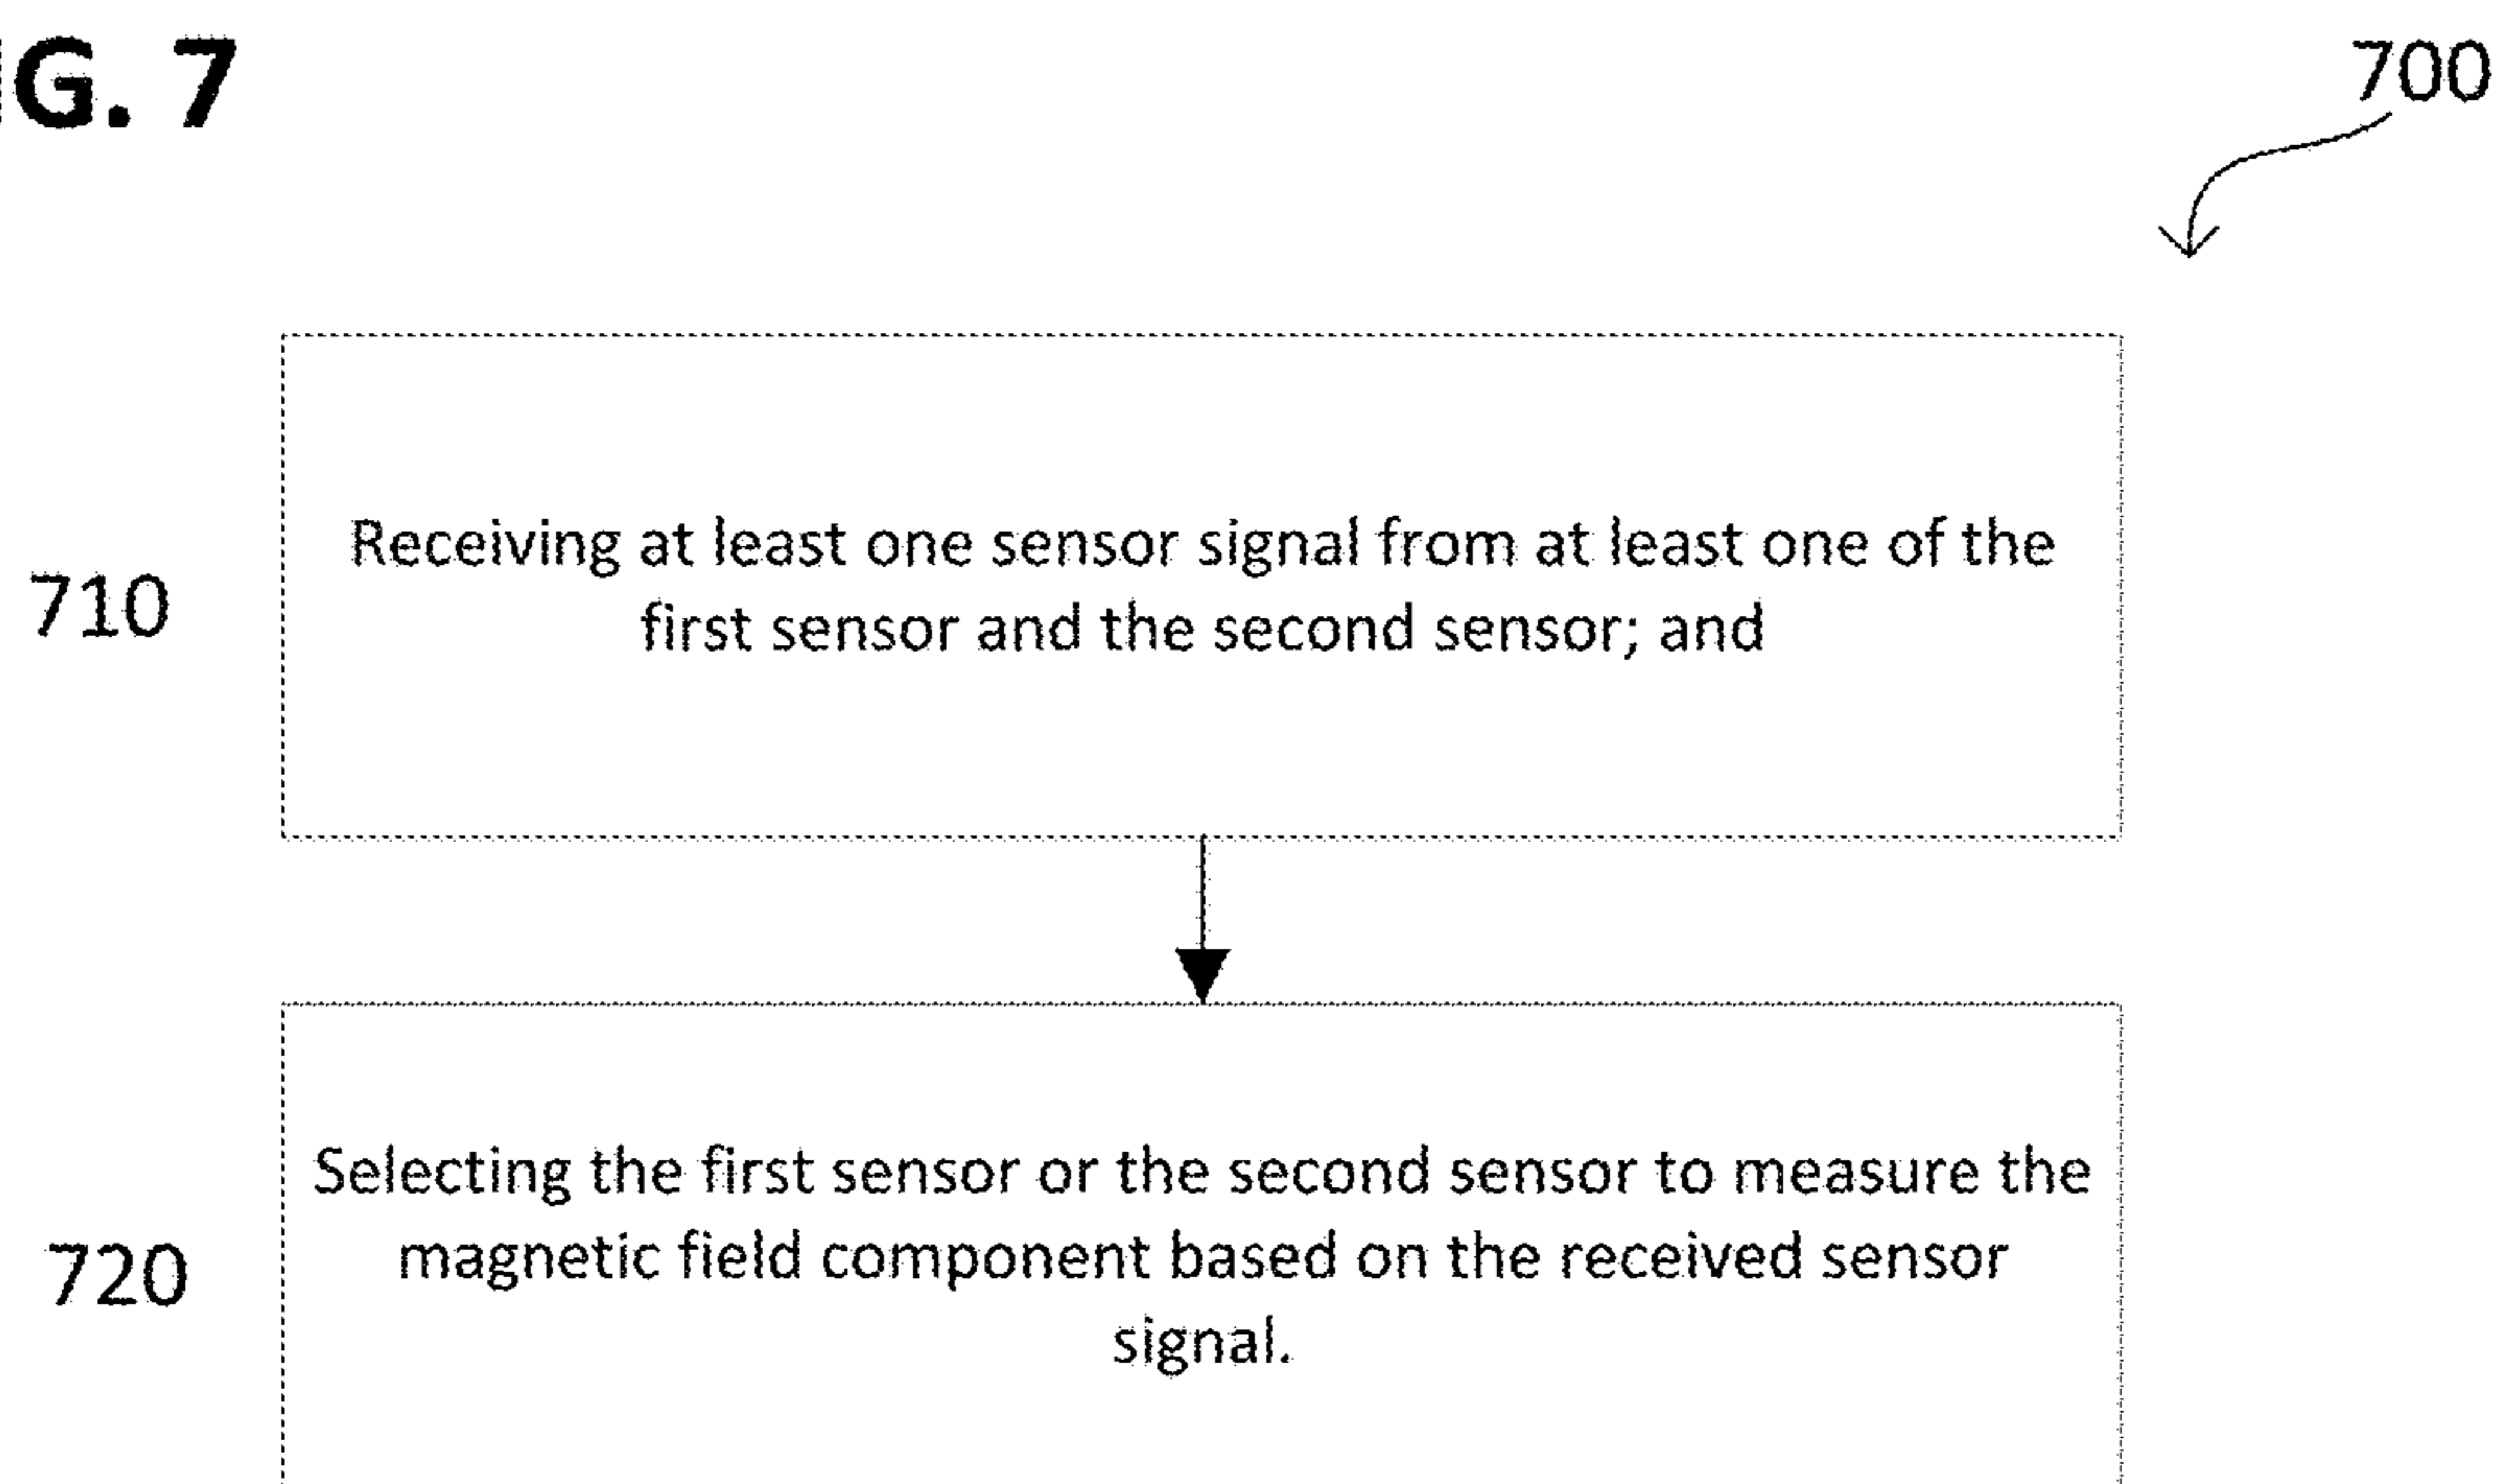 G. 7
700
Receiving at least one sensor signal from at least one of the
first sensor and the second sensor; and
710
Selecting the first sensor or the second sensor to measure the
magnetic field component based on the received sensor
signal.
720